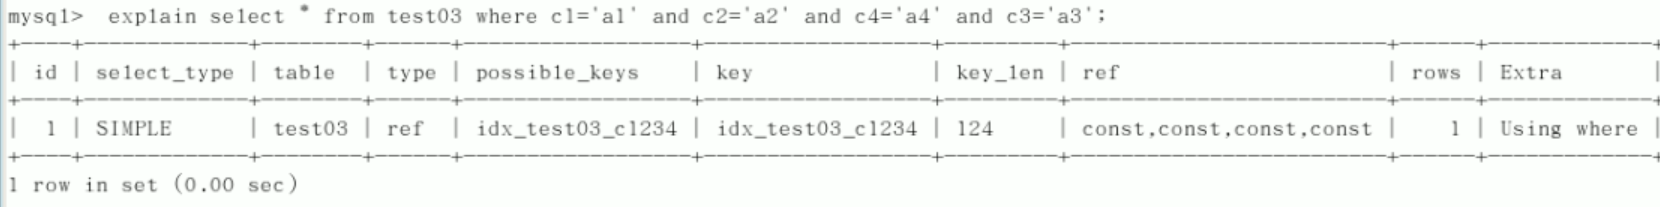 mysql>  explain select * from test03 where c1='a1' and c2='a2' and c4='a4' and c3='a3';
+----+-------------+--------+------+-------------------+-------------------+---------+-------------------------+------+-------------+
| id | select_type | table  | type | possible_keys     | key               | key_len | ref                     | rows | Extra       |
+----+-------------+--------+------+-------------------+-------------------+---------+-------------------------+------+-------------+
|  1 | SIMPLE      | test03 | ref  | idx_test03_c1234 | idx_test03_c1234 | 124     | const,const,const,const |    1 | Using where |
+----+-------------+--------+------+-------------------+-------------------+---------+-------------------------+------+-------------+
1 row in set (0.00 sec)